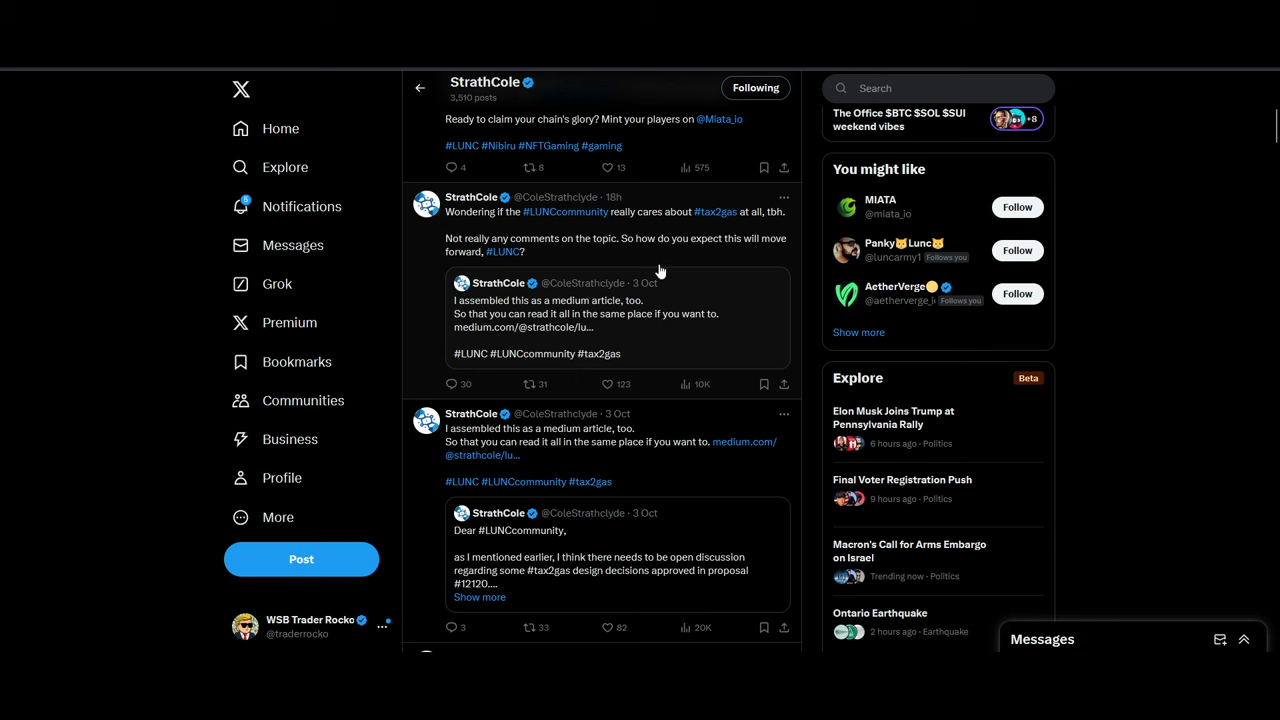 StrathCole
3,510 posts
Following
Home
Explore
Notifications
5
Messages
Grok
Premium
Bookmarks
Communities
Business
Profile
More
Post
WSB Trader Rocko
@traderrocko
Ready to claim your chain's glory? Mint your players on @Miata_io
#LUNC #Nibiru #NFTGaming #gaming
4 8 13 575
StrathCole @ColeStrathclyde · 18h
Wondering if the #LUNCcommunity really cares about #tax2gas at all, tbh.
Not really any comments on the topic. So how do you expect this will move
forward, #LUNC?
StrathCole @ColeStrathclyde · 3 Oct
I assembled this as a medium article, too.
So that you can read it all in the same place if you want to.
medium.com/@strathcole/lu...
#LUNC #LUNCcommunity #tax2gas
30 31 123 10K
StrathCole @ColeStrathclyde · 3 Oct
I assembled this as a medium article, too.
So that you can read it all in the same place if you want to. medium.com/
@strathcole/lu...
#LUNC #LUNCcommunity #tax2gas
StrathCole @ColeStrathclyde · 3 Oct
Dear #LUNCcommunity,
as I mentioned earlier, I think there needs to be open discussion
regarding some #tax2gas design decisions approved in proposal
#12120....
Show more
3 33 82 20K
Search
The Office $BTC $SOL $SUI
weekend vibes
+8
You might like
MIATA
@miata_io
Follow
Panky🐱Lunc🐱
@luncarmy1 Follows you
Follow
AetherVerge
@aetherverge_i Follows you
Follow
Show more
Explore
Beta
Elon Musk Joins Trump at
Pennsylvania Rally
6 hours ago · Politics
Final Voter Registration Push
9 hours ago · Politics
Macron's Call for Arms Embargo
on Israel
Trending now · Politics
Ontario Earthquake
2 hours ago · Earthquake
Messages